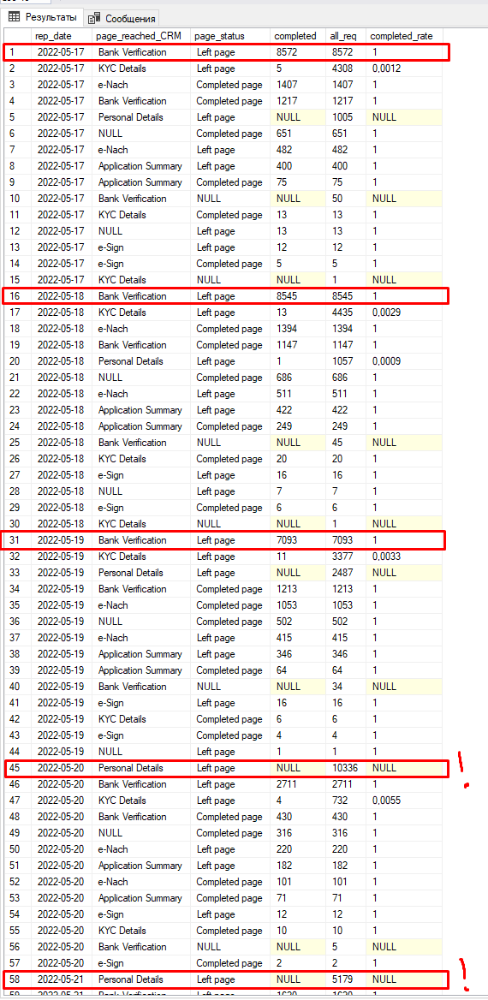 Результаты Сообщения
rep_date page_reached_CRM page_status completed all_req completed_rate
1 2022-05-17 Bank Verification Left page 8572 8572 1
2 2022-05-17 KYC Details Left page 5 4308 0,0012
3 2022-05-17 e-Nach Completed page 1407 1407 1
4 2022-05-17 Bank Verification Completed page 1217 1217 1
5 2022-05-17 Personal Details Left page NULL 1005 NULL
6 2022-05-17 NULL Completed page 651 651 1
7 2022-05-17 e-Nach Left page 482 482 1
8 2022-05-17 Application Summary Left page 400 400 1
9 2022-05-17 Application Summary Completed page 75 75 1
10 2022-05-17 Bank Verification NULL NULL 50 NULL
11 2022-05-17 KYC Details Completed page 13 13 1
12 2022-05-17 NULL Left page 13 13 1
13 2022-05-17 e-Sign Left page 12 12 1
14 2022-05-17 e-Sign Completed page 5 5 1
15 2022-05-17 KYC Details NULL NULL 1 NULL
16 2022-05-18 Bank Verification Left page 8545 8545 1
17 2022-05-18 KYC Details Left page 13 4435 0,0029
18 2022-05-18 e-Nach Completed page 1394 1394 1
19 2022-05-18 Bank Verification Completed page 1147 1147 1
20 2022-05-18 Personal Details Left page 1 1057 0,0009
21 2022-05-18 NULL Completed page 686 686 1
22 2022-05-18 e-Nach Left page 511 511 1
23 2022-05-18 Application Summary Left page 422 422 1
24 2022-05-18 Application Summary Completed page 249 249 1
25 2022-05-18 Bank Verification NULL NULL 45 NULL
26 2022-05-18 KYC Details Completed page 20 20 1
27 2022-05-18 e-Sign Left page 16 16 1
28 2022-05-18 NULL Left page 7 7 1
29 2022-05-18 e-Sign Completed page 6 6 1
30 2022-05-18 KYC Details NULL NULL 1 NULL
31 2022-05-19 Bank Verification Left page 7093 7093 1
32 2022-05-19 KYC Details Left page 11 3377 0,0033
33 2022-05-19 Personal Details Left page NULL 2487 NULL
34 2022-05-19 Bank Verification Completed page 1213 1213 1
35 2022-05-19 e-Nach Completed page 1053 1053 1
36 2022-05-19 NULL Completed page 502 502 1
37 2022-05-19 e-Nach Left page 415 415 1
38 2022-05-19 Application Summary Left page 346 346 1
39 2022-05-19 Application Summary Completed page 64 64 1
40 2022-05-19 Bank Verification NULL NULL 34 NULL
41 2022-05-19 e-Sign Left page 16 16 1
42 2022-05-19 KYC Details Completed page 6 6 1
43 2022-05-19 e-Sign Completed page 4 4 1
44 2022-05-19 NULL Left page 1 1 1
45 2022-05-20 Personal Details Left page NULL 10336 NULL !
46 2022-05-20 Bank Verification Left page 2711 2711 1
47 2022-05-20 KYC Details Left page 4 732 0,0055
48 2022-05-20 Bank Verification Completed page 430 430 1
49 2022-05-20 NULL Completed page 316 316 1
50 2022-05-20 e-Nach Left page 220 220 1
51 2022-05-20 Application Summary Left page 182 182 1
52 2022-05-20 e-Nach Completed page 101 101 1
53 2022-05-20 Application Summary Completed page 71 71 1
54 2022-05-20 e-Sign Left page 12 12 1
55 2022-05-20 KYC Details Completed page 10 10 1
56 2022-05-20 Bank Verification NULL NULL 5 NULL
57 2022-05-20 e-Sign Completed page 2 2 1
58 2022-05-21 Personal Details Left page NULL 5179 NULL !